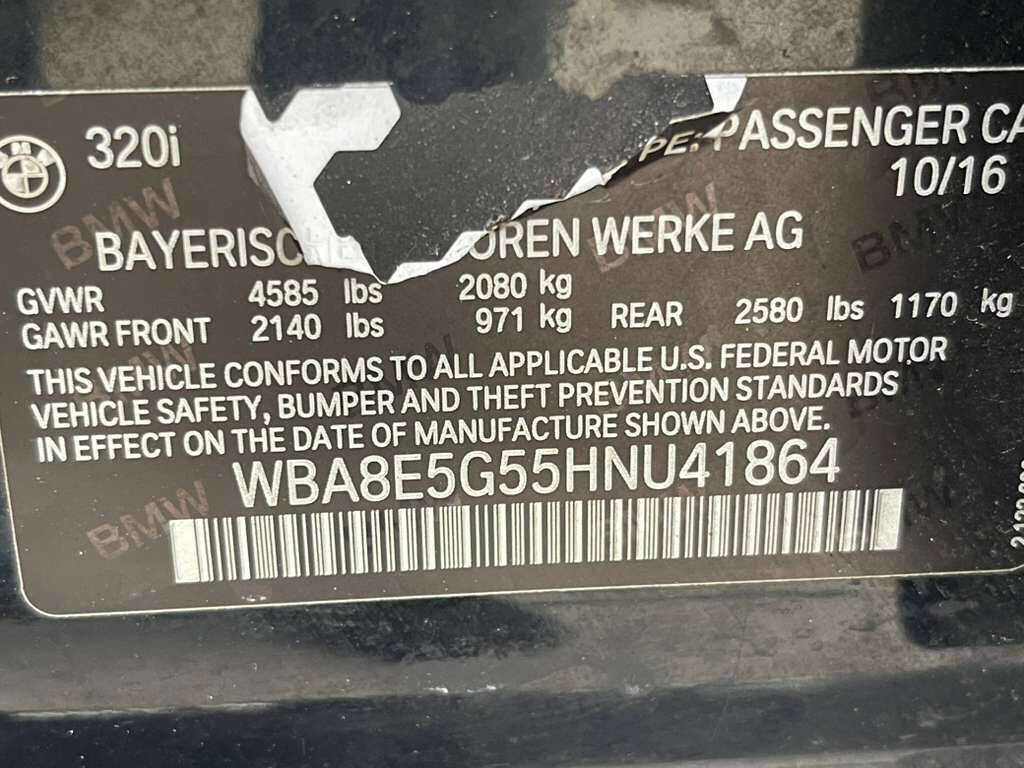 320i
PE: PASSENGER CA
10/16
BAYERISCHE OREN WERKE AG
GVWR 4585 lbs 2080 kg
GAWR FRONT 2140 lbs 971 kg REAR 2580 lbs 1170 kg
THIS VEHICLE CONFORMS TO ALL APPLICABLE U.S. FEDERAL MOTOR
VEHICLE SAFETY, BUMPER AND THEFT PREVENTION STANDARDS
IN EFFECT ON THE DATE OF MANUFACTURE SHOWN ABOVE.
WBA8E5G55HNU41864